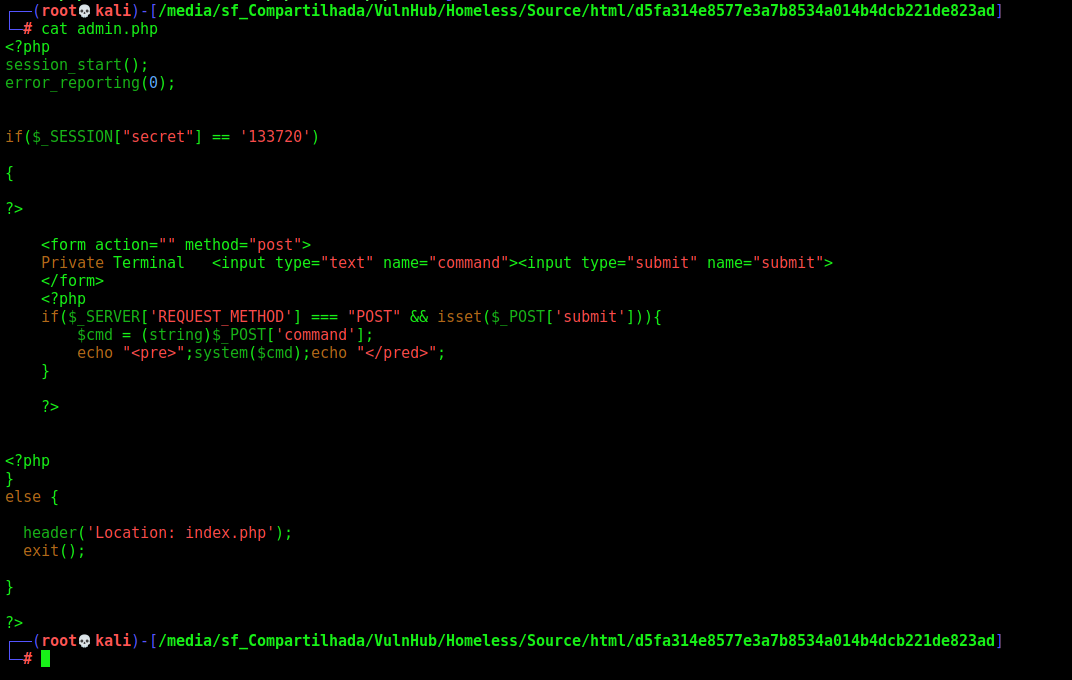 ┌──(root💀kali)-[/media/sf_Compartilhada/VulnHub/Homeless/Source/html/d5fa314e8577e3a7b8534a014b4dcb221de823ad]
└─# cat admin.php
<?php
session_start();
error_reporting(0);


if($_SESSION["secret"] == '133720')

{

?>

    <form action="" method="post">
    Private Terminal   <input type="text" name="command"><input type="submit" name="submit">
    </form>
    <?php
    if($_SERVER['REQUEST_METHOD'] === "POST" && isset($_POST['submit'])){
        $cmd = (string)$_POST['command'];
        echo "<pre>";system($cmd);echo "</pred>";
    }

    ?>


<?php
}
else {

  header('Location: index.php');
  exit();

}

?>
┌──(root💀kali)-[/media/sf_Compartilhada/VulnHub/Homeless/Source/html/d5fa314e8577e3a7b8534a014b4dcb221de823ad]
└─#